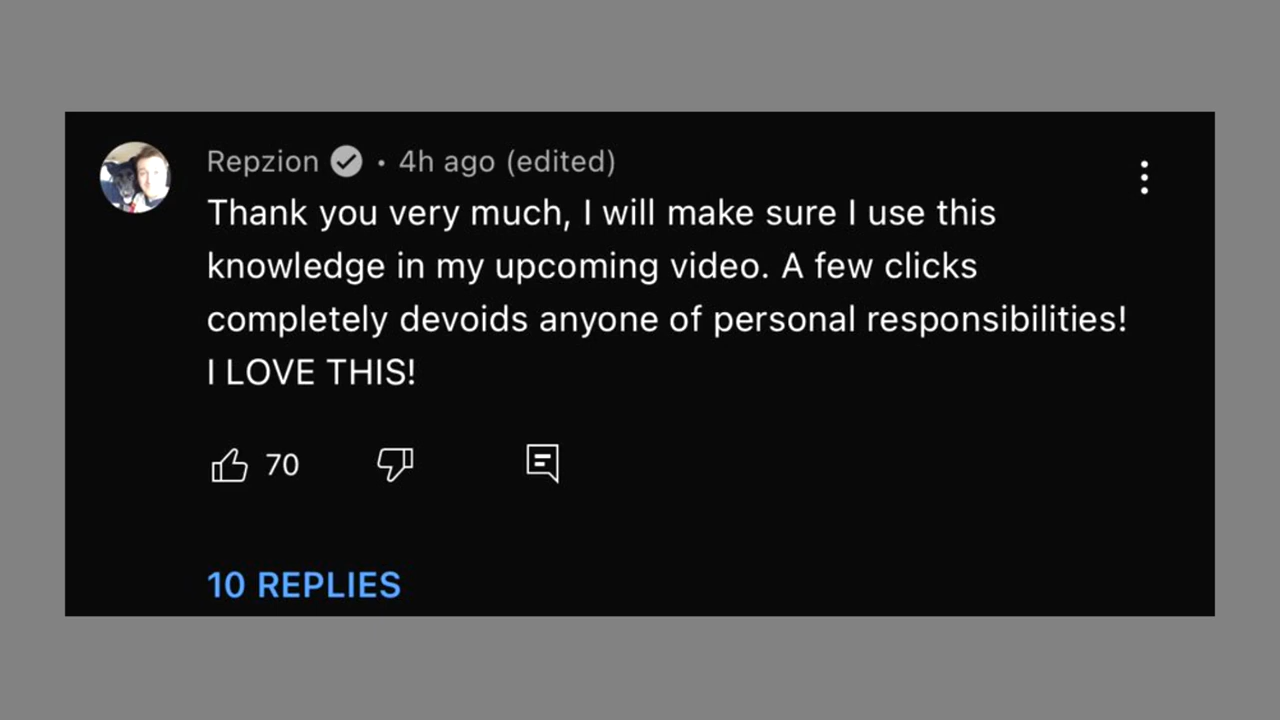 Repzion • 4h ago (edited)
Thank you very much, I will make sure I use this
knowledge in my upcoming video. A few clicks
completely devoids anyone of personal responsibilities!
I LOVE THIS!
70
10 REPLIES